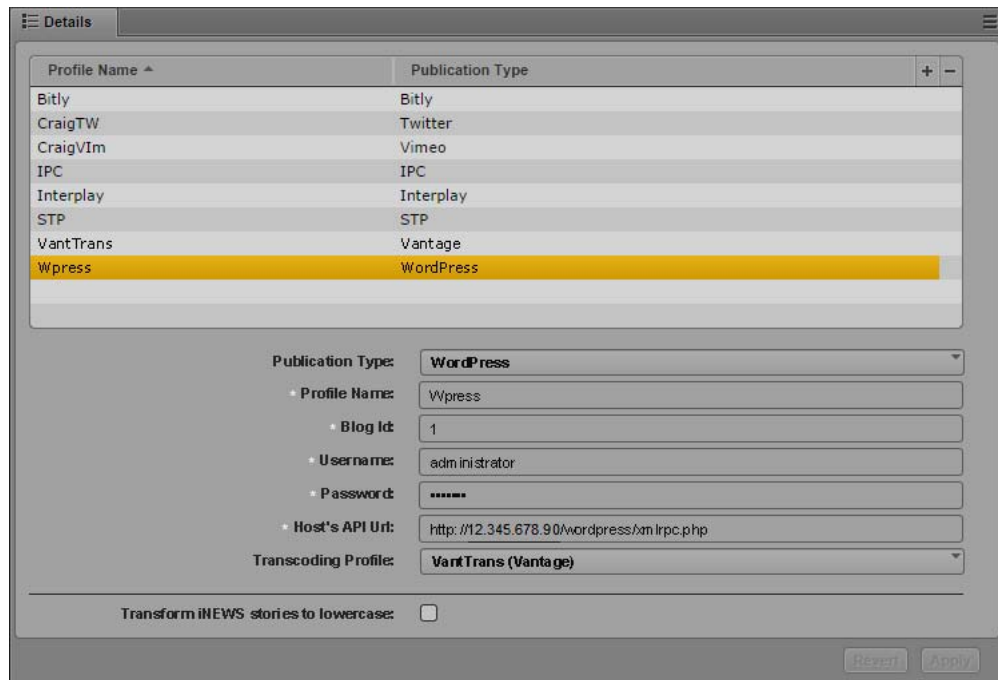 Details
Profile Name Publication Type + −
Bitly Bitly
CraigTW Twitter
CraigVIm Vimeo
IPC IPC
Interplay Interplay
STP STP
VantTrans Vantage
Wpress WordPress
Publication Type: WordPress
* Profile Name: Wpress
* Blog Id: 1
* Username: administrator
* Password: •••••••
* Host's API Url: http://12.345.678.90/wordpress/xmlrpc.php
Transcoding Profile: VantTrans (Vantage)
Transform iNEWS stories to lowercase:
Revert Apply